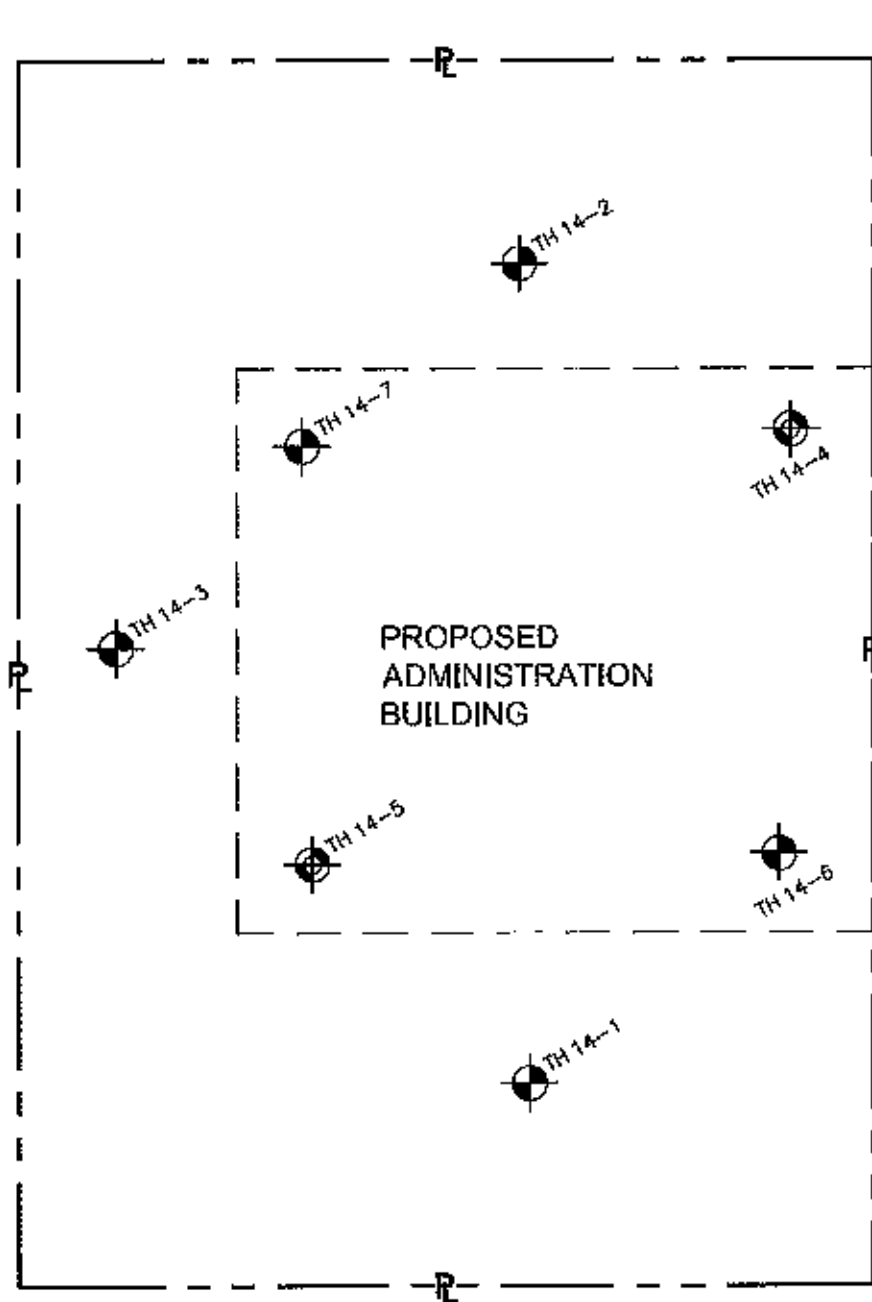 PL
TH 14-2
TH 14-7
TH 14-4
TH 14-3
PROPOSED
ADMINISTRATION
BUILDING
PL
TH 14-5
TH 14-6
TH 14-1
PL